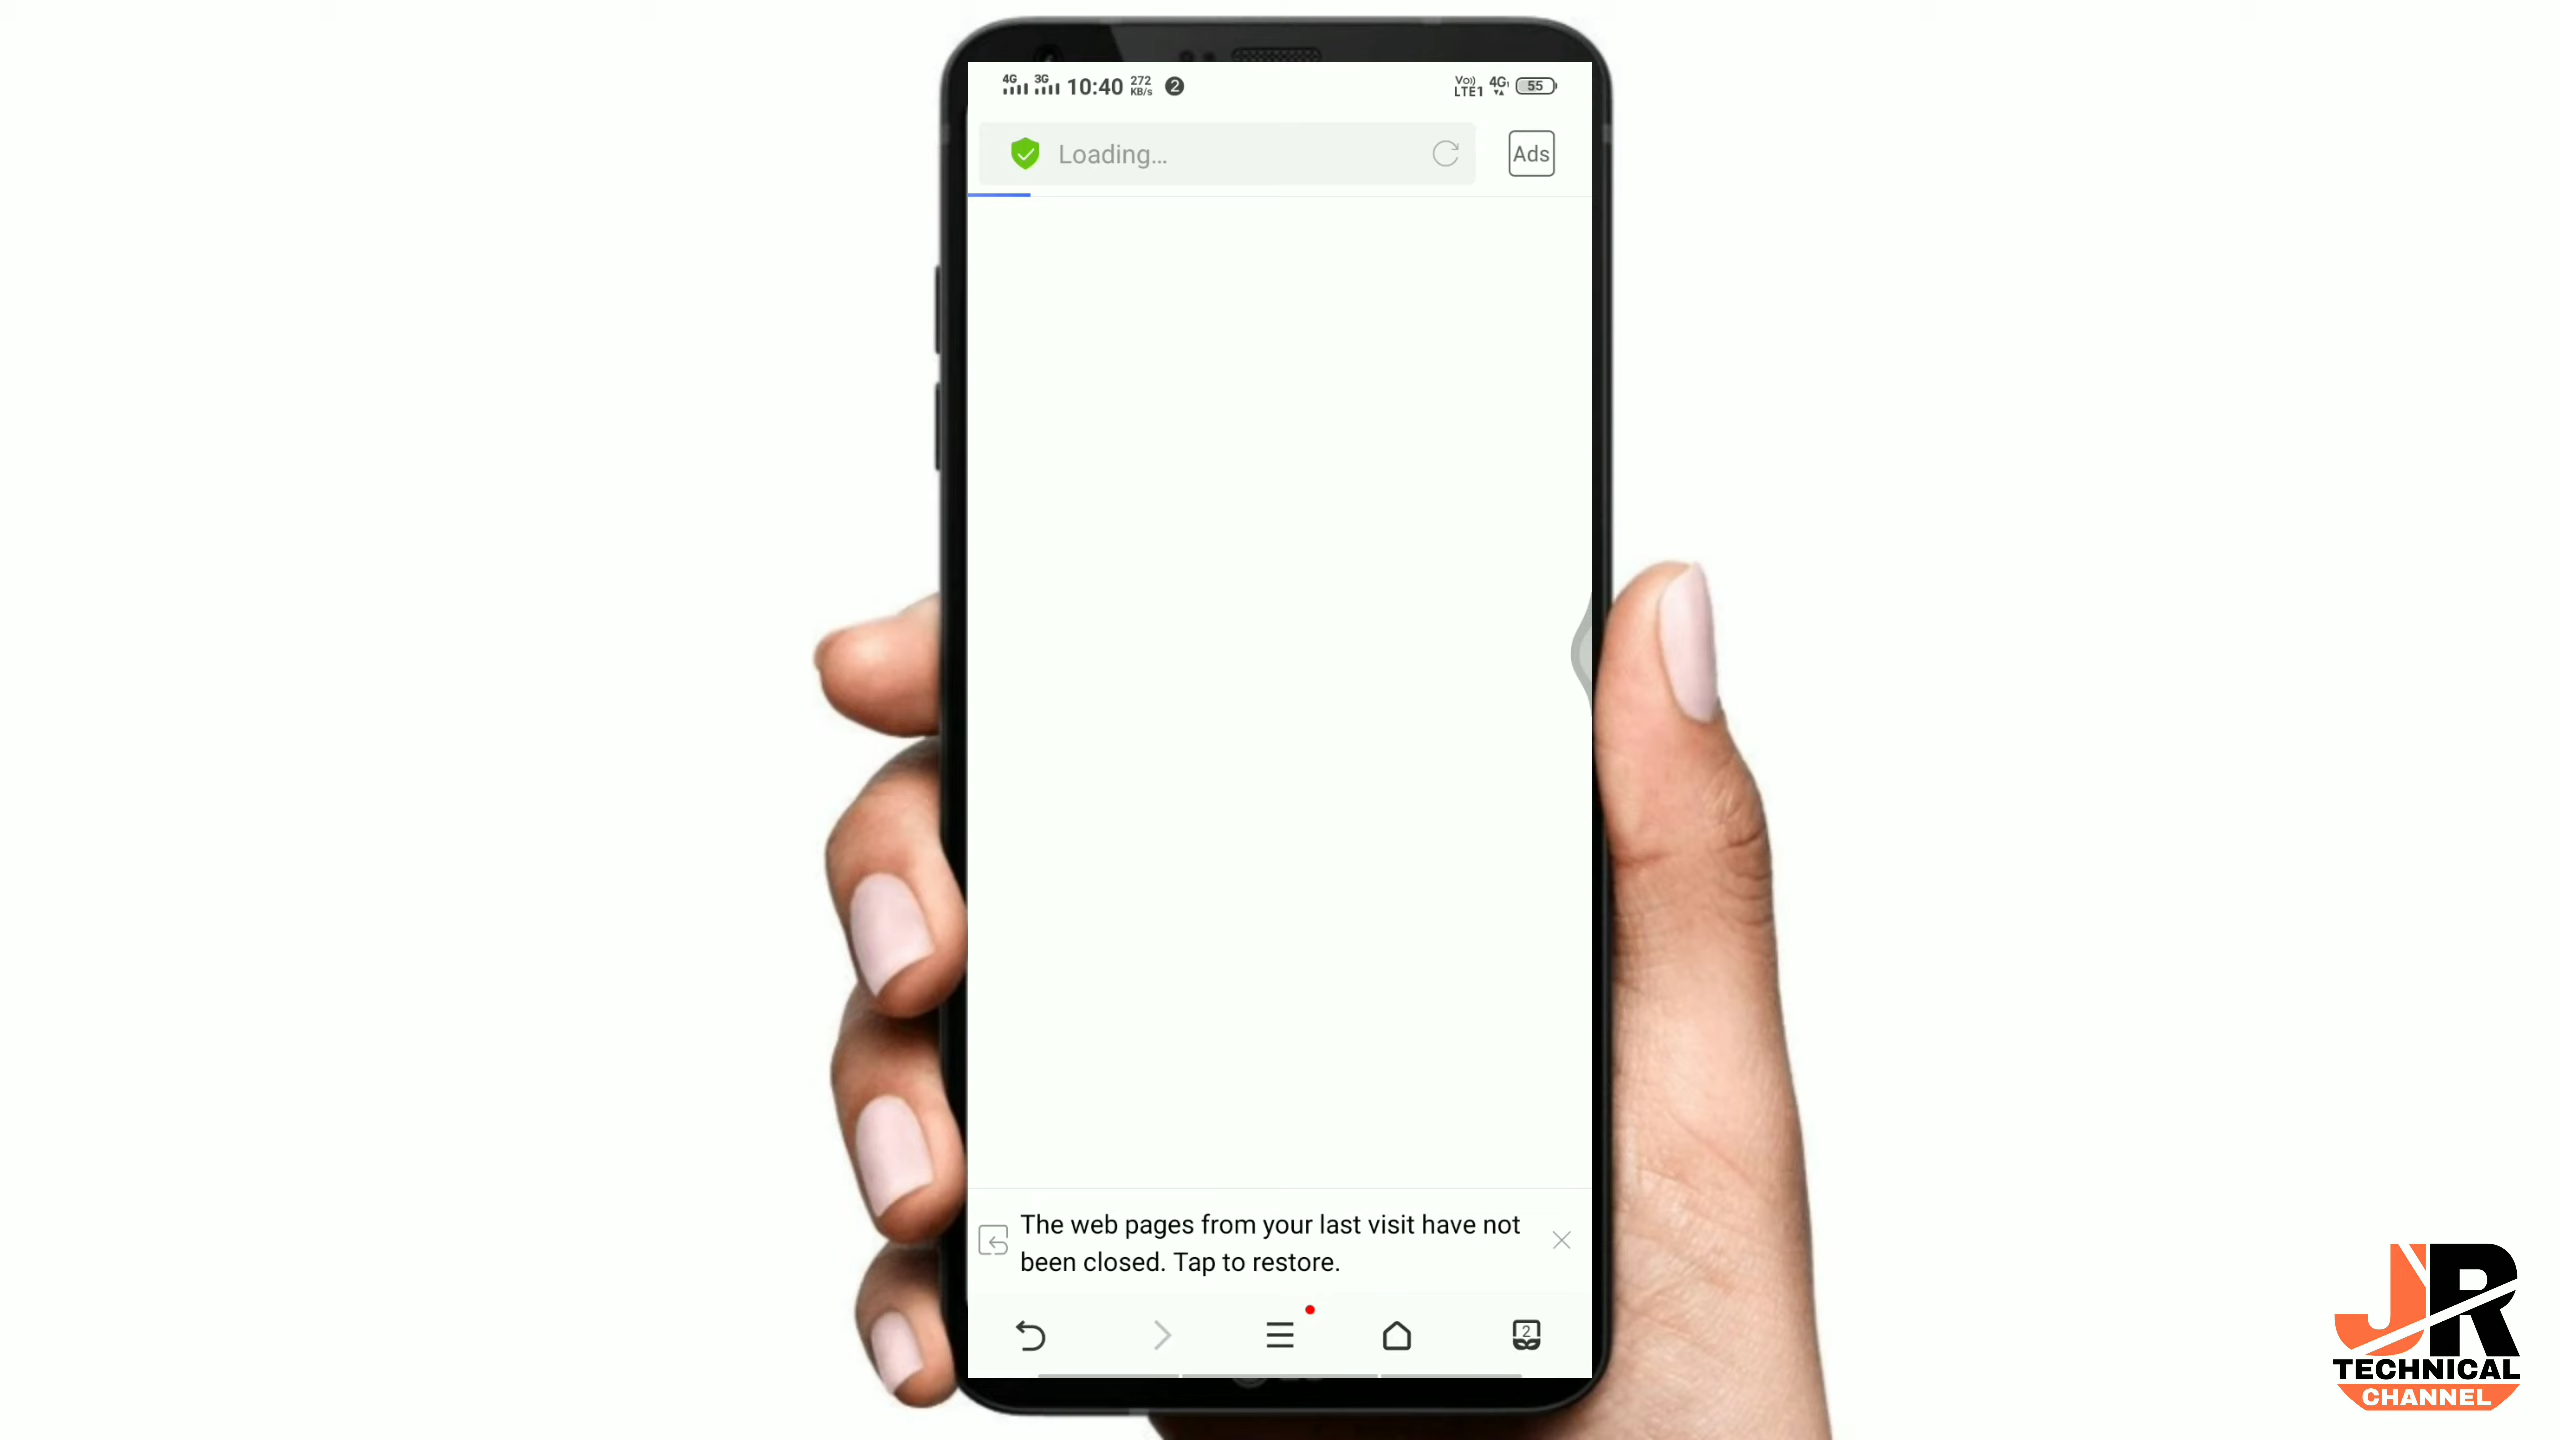 4G 3G 10:40 272 KB/s 2 Vo)) LTE1 4G 55
Loading...
Ads
The web pages from your last visit have not
been closed. Tap to restore.
2
JR
TECHNICAL
CHANNEL